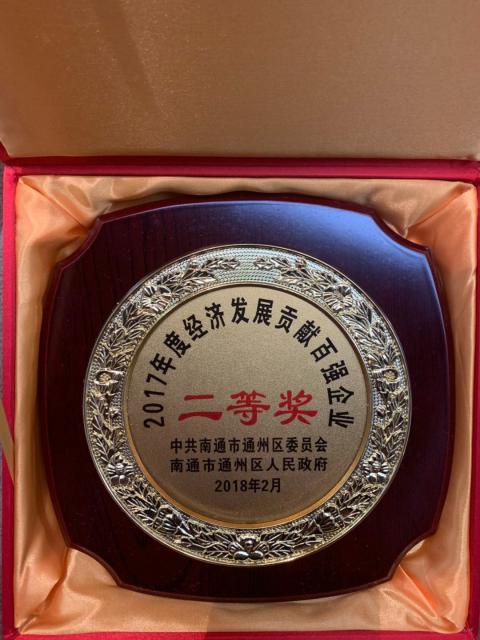 2017年度经济发展贡献百强企业
二等奖
中共南通市通州区委员会
南通市通州区人民政府
2018年2月